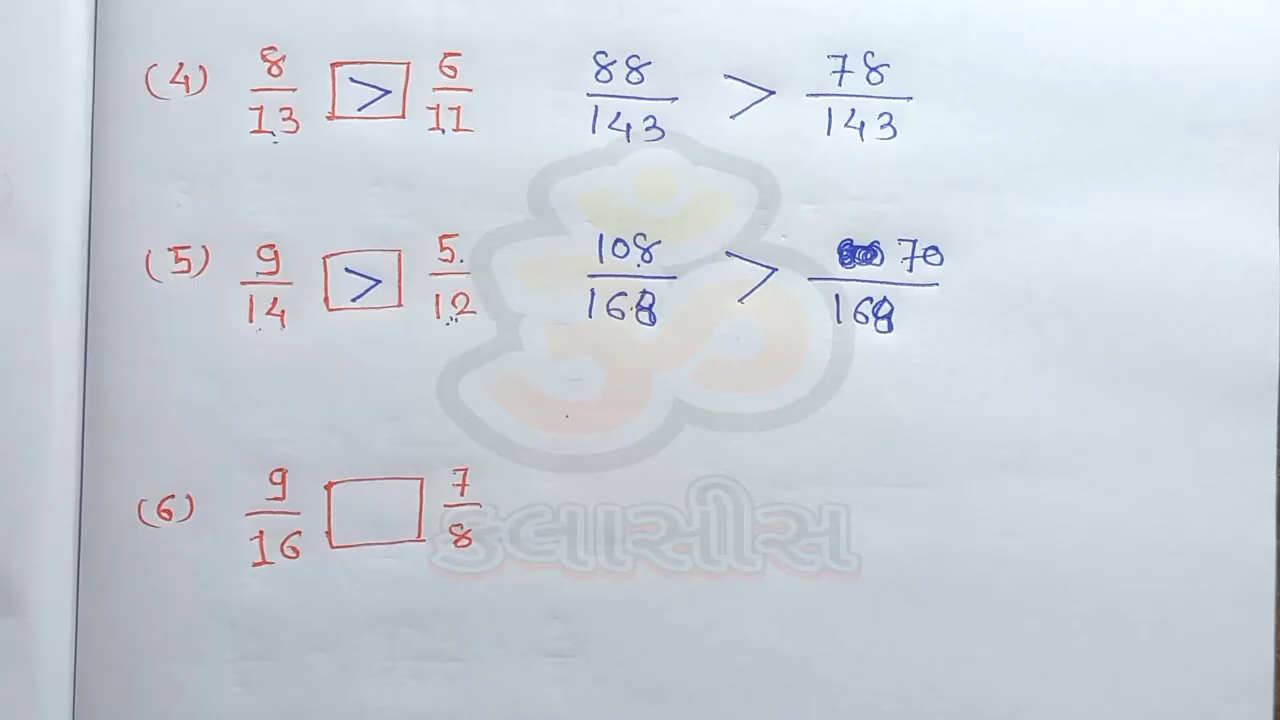 (4) 8/13 > 6/11 88/143 > 78/143
(5) 9/14 > 5/12 108/168 > 70/168
(6) 9/16 □ 7/8
ૐ
ક્લાસીસ